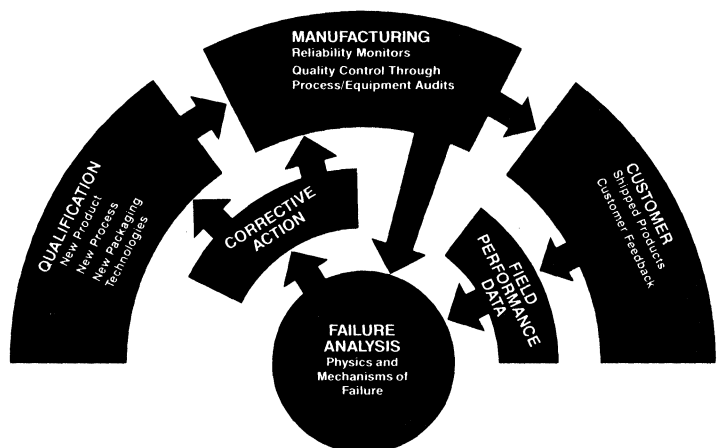 MANUFACTURING
Reliability Monitors
Quality Control Through
Process/Equipment Audits
QUALIFICATION
New Product
New Process
New Packaging
Technologies
CORRECTIVE
ACTION
CUSTOMER
Shipped Products
Customer Feedback
FIELD
PERFORMANCE
DATA
FAILURE
ANALYSIS
Physics and
Mechanisms of
Failure